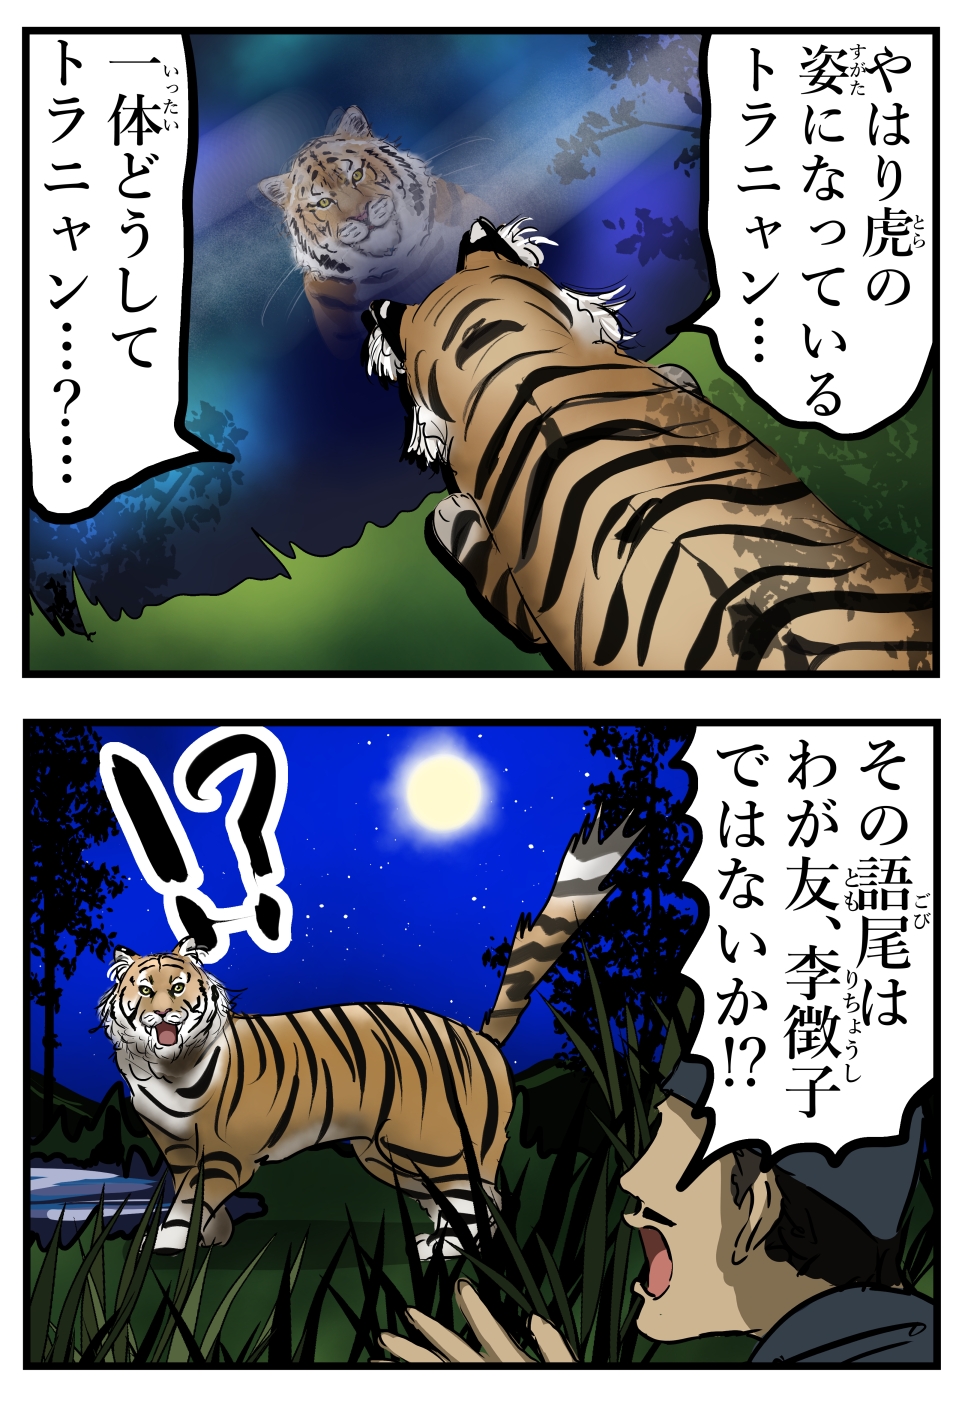 やはり虎の
姿になっている
トラニャン…
一体どうして
トラニャン…？……
!?
その語尾は
わが友、李徴子
ではないか!?